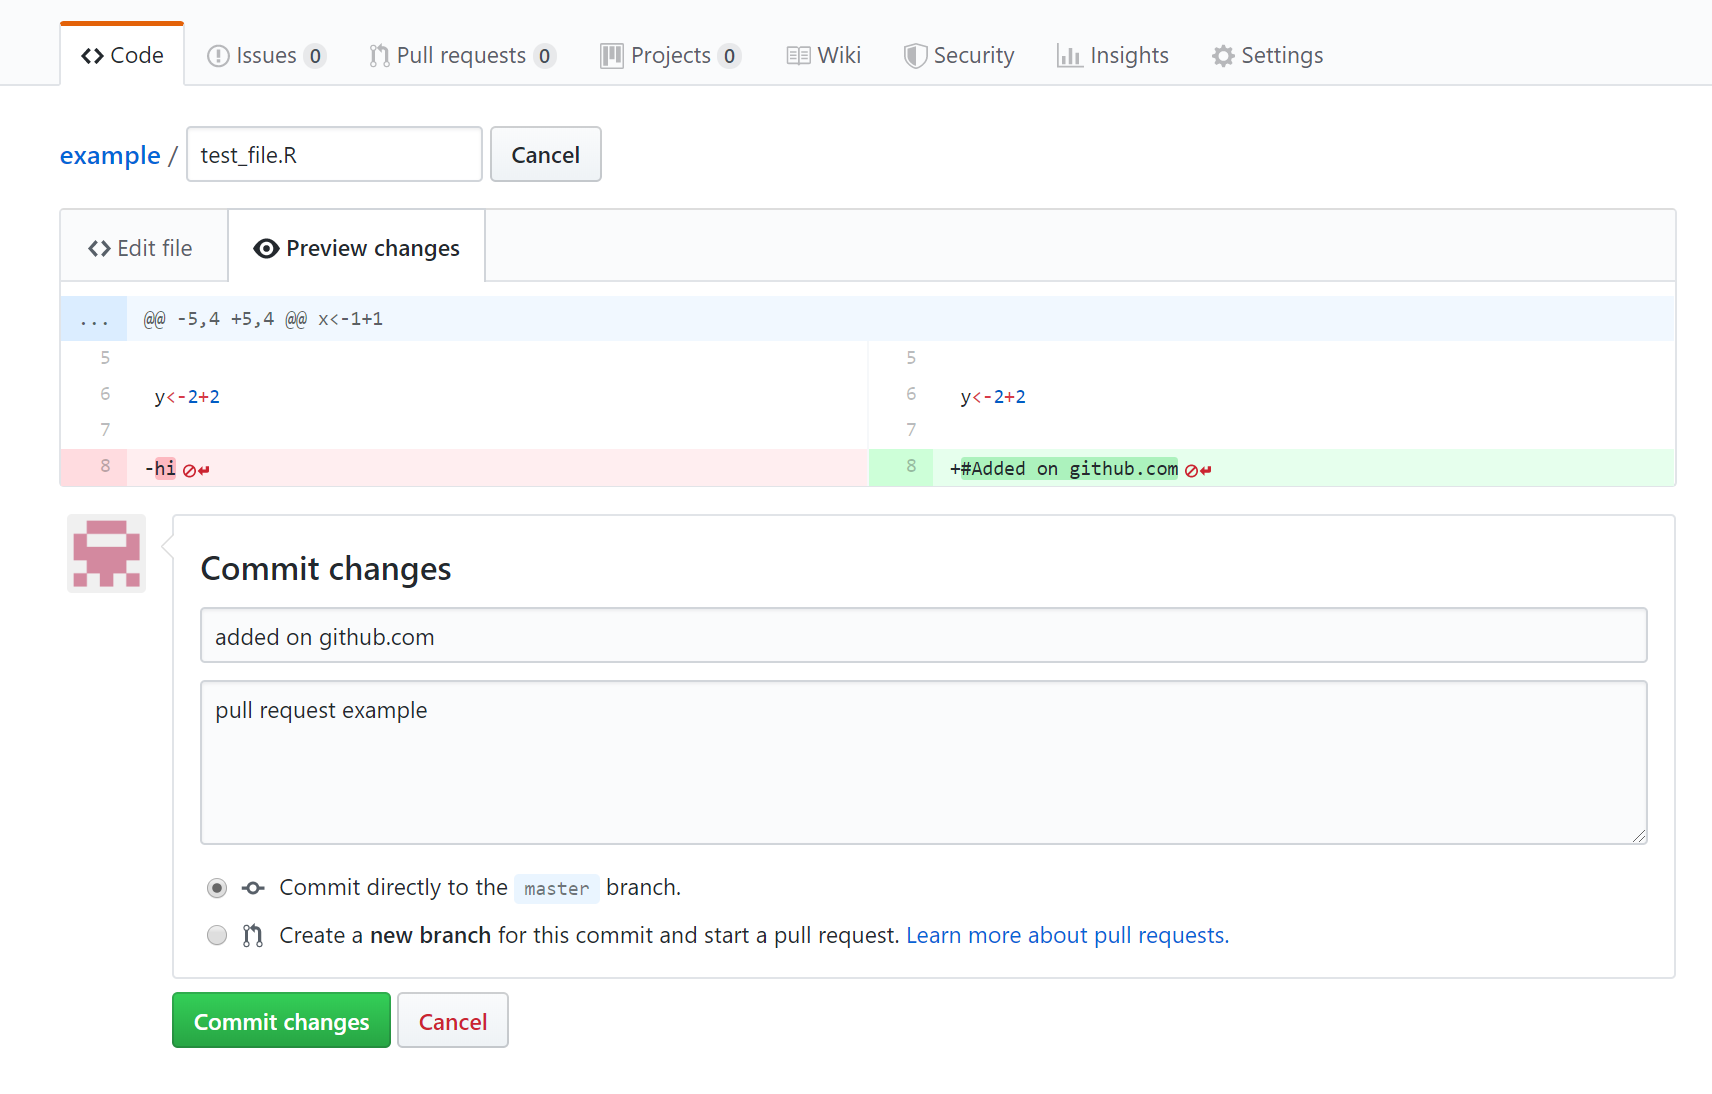 Code Issues 0 Pull requests 0 Projects 0 Wiki Security Insights Settings
example / test_file.R Cancel
Edit file Preview changes
... @@ -5,4 +5,4 @@ x<-1+1
5 5
6 y<-2+2 6 y<-2+2
7 7
8 -hi 8 +#Added on github.com
Commit changes
added on github.com
pull request example
Commit directly to the master branch.
Create a new branch for this commit and start a pull request. Learn more about pull requests.
Commit changes Cancel